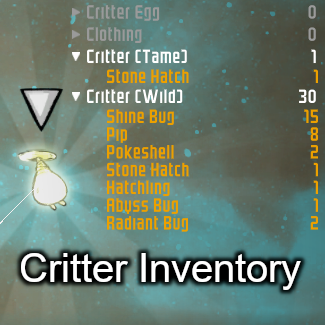 Critter Egg 0
Clothing 0
Critter (Tame) 1
Stone Hatch 1
Critter (Wild) 30
Shine Bug 15
Pip 8
Pokeshell 2
Stone Hatch 1
Hatchling 1
Abyss Bug 1
Radiant Bug 2
Critter Inventory